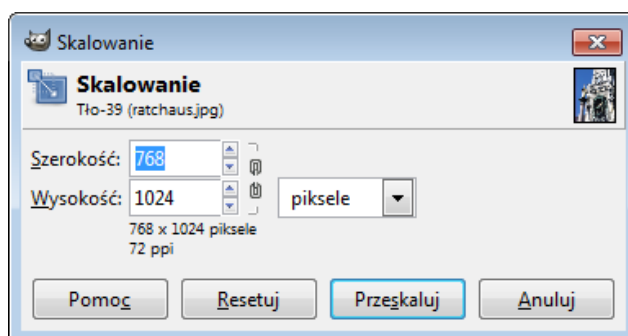 Skalowanie
Skalowanie
Tło-39 (ratchaus.jpg)
Szerokość: 768
Wysokość: 1024 piksele
768 x 1024 piksele
72 ppi
Pomoc Resetuj Przeskaluj Anuluj